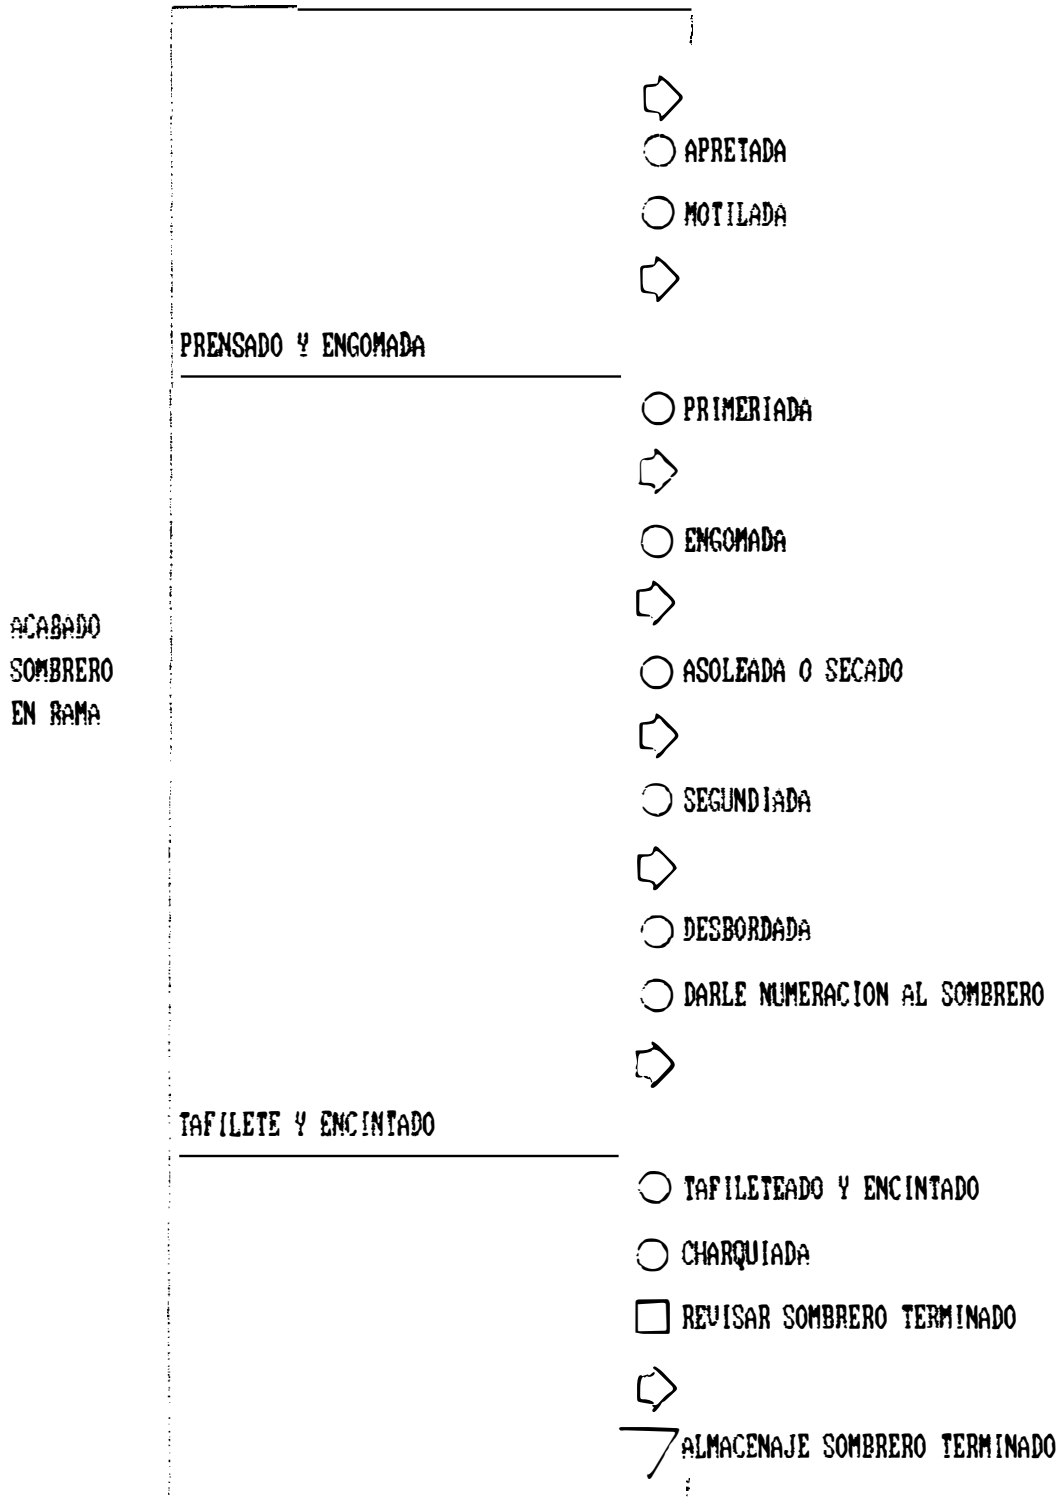 APRETADA
MOTILADA
PRENSADO Y ENGOMADA
PRIMERIADA
ENGOMADA
ACABADO
SOMBRERO
EN RAMA
ASOLEADA O SECADO
SEGUNDIADA
DESBORDADA
DARLE NUMERACION AL SOMBRERO
TAFILETE Y ENCINTADO
TAFILETEADO Y ENCINTADO
CHARQUIADA
REVISAR SOMBRERO TERMINADO
ALMACENAJE SOMBRERO TERMINADO